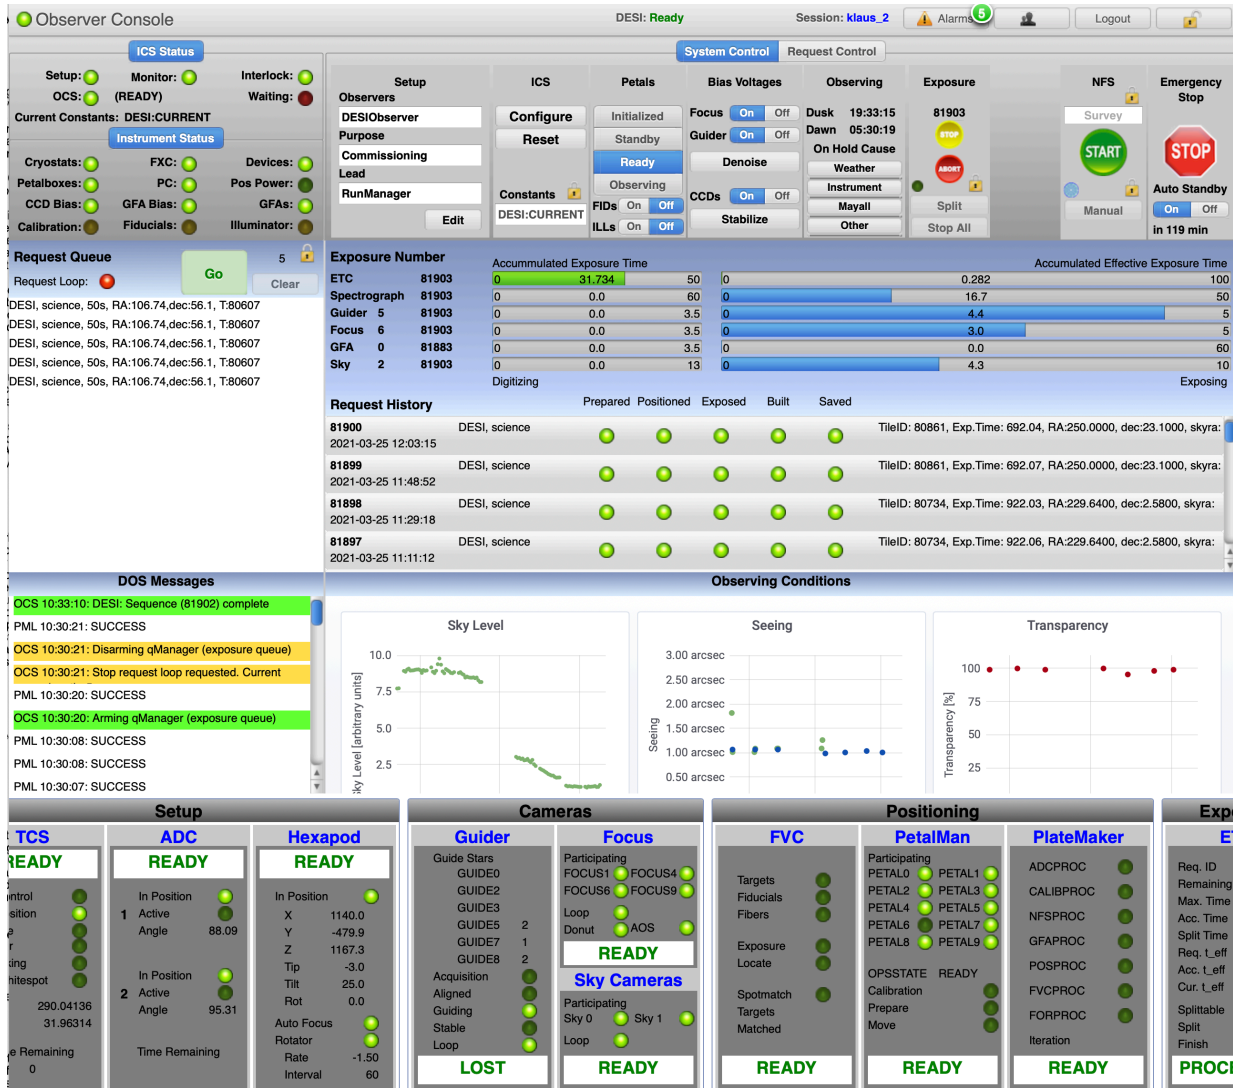 Observer Console
DESI: Ready
Session: klaus_2
Alarms 5
Logout
ICS Status
Setup:
Monitor:
Interlock:
OCS:
(READY)
Waiting:
Current Constants: DESI:CURRENT
Instrument Status
Cryostats:
FXC:
Devices:
Petalboxes:
PC:
Pos Power:
CCD Bias:
GFA Bias:
GFAs:
Calibration:
Fiducials:
Illuminator:
System Control
Request Control
Setup
Observers
DESIObserver
Purpose
Commissioning
Lead
RunManager
Edit
ICS
Configure
Reset
Constants
DESI:CURRENT
Petals
Initialized
Standby
Ready
Observing
FIDs On Off
ILLs On Off
Bias Voltages
Focus On Off
Guider On Off
Denoise
CCDs On Off
Stabilize
Observing
Dusk 19:33:15
Dawn 05:30:19
On Hold Cause
Weather
Instrument
Mayall
Other
Exposure
81903
STOP
ABORT
Split
Stop All
NFS
Survey
START
Manual
Emergency
Stop
STOP
Auto Standby
On Off
in 119 min
Request Queue
5
Request Loop:
Go
Clear
DESI, science, 50s, RA:106.74,dec:56.1, T:80607
DESI, science, 50s, RA:106.74,dec:56.1, T:80607
DESI, science, 50s, RA:106.74,dec:56.1, T:80607
DESI, science, 50s, RA:106.74,dec:56.1, T:80607
DESI, science, 50s, RA:106.74,dec:56.1, T:80607
Exposure Number
Accummulated Exposure Time
Accumulated Effective Exposure Time
ETC 81903 0 31.734 50 0 0.282 100
Spectrograph 81903 0 0.0 60 0 16.7 50
Guider 5 81903 0 0.0 3.5 0 4.4 5
Focus 6 81903 0 0.0 3.5 0 3.0 5
GFA 0 81883 0 0.0 3.5 0 0.0 60
Sky 2 81903 0 0.0 13 0 4.3 10
Digitizing
Exposing
Request History
Prepared Positioned Exposed Built Saved
81900 DESI, science TileID: 80861, Exp.Time: 692.04, RA:250.0000, dec:23.1000, skyra:
2021-03-25 12:03:15
81899 DESI, science TileID: 80861, Exp.Time: 692.07, RA:250.0000, dec:23.1000, skyra:
2021-03-25 11:48:52
81898 DESI, science TileID: 80734, Exp.Time: 922.03, RA:229.6400, dec:2.5800, skyra:
2021-03-25 11:29:18
81897 DESI, science TileID: 80734, Exp.Time: 922.06, RA:229.6400, dec:2.5800, skyra:
2021-03-25 11:11:12
DOS Messages
OCS 10:33:10: DESI: Sequence (81902) complete
PML 10:30:21: SUCCESS
OCS 10:30:21: Disarming qManager (exposure queue)
OCS 10:30:21: Stop request loop requested. Current
PML 10:30:20: SUCCESS
OCS 10:30:20: Arming qManager (exposure queue)
PML 10:30:08: SUCCESS
PML 10:30:08: SUCCESS
PML 10:30:07: SUCCESS
Observing Conditions
Sky Level
Sky Level [arbitrary units]
10.0
7.5
5.0
2.5
Seeing
Seeing
3.00 arcsec
2.50 arcsec
2.00 arcsec
1.50 arcsec
1.00 arcsec
0.50 arcsec
Transparency
Transparency [%]
100
75
50
25
Setup
TCS
READY
ntrol
sition
e
r
king
hitespot
290.04136
31.96314
e Remaining
0
ADC
READY
In Position
1 Active
Angle 88.09
In Position
2 Active
Angle 95.31
Time Remaining
Hexapod
READY
In Position
X 1140.0
Y -479.9
Z 1167.3
Tip -3.0
Tilt 25.0
Rot 0.0
Auto Focus
Rotator
Rate -1.50
Interval 60
Cameras
Guider
Guide Stars
GUIDE0
GUIDE2
GUIDE3
GUIDE5 2
GUIDE7 1
GUIDE8 2
Acquisition
Aligned
Guiding
Stable
Loop
LOST
Focus
Participating
FOCUS1 FOCUS4
FOCUS6 FOCUS9
Loop
Donut AOS
READY
Sky Cameras
Participating
Sky 0 Sky 1
Loop
READY
Positioning
FVC
Targets
Fiducials
Fibers
Exposure
Locate
Spotmatch
Targets
Matched
READY
PetalMan
Participating
PETAL0 PETAL1
PETAL2 PETAL3
PETAL4 PETAL5
PETAL6 PETAL7
PETAL8 PETAL9
OPSSTATE READY
Calibration
Prepare
Move
READY
PlateMaker
ADCPROC
CALIBPROC
NFSPROC
GFAPROC
POSPROC
FVCPROC
FORPROC
Iteration
READY
Expo
ET
Req. ID
Remaining
Max. Time
Acc. Time
Split Time
Req. t_eff
Acc. t_eff
Cur. t_eff
Splittable
Split
Finish
PROC